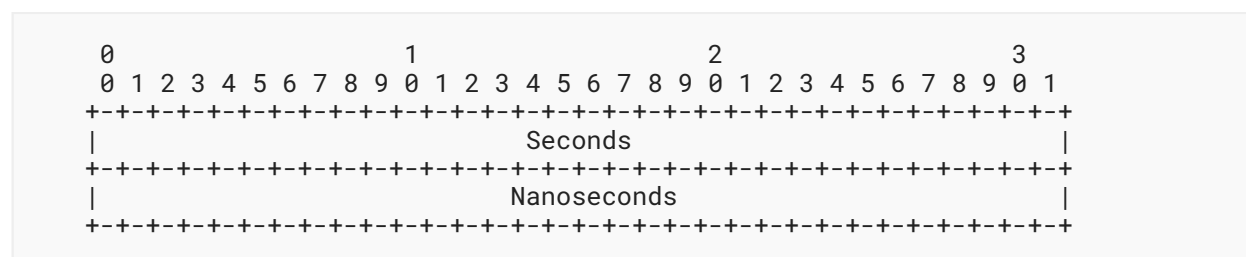 0                   1                   2                   3
 0 1 2 3 4 5 6 7 8 9 0 1 2 3 4 5 6 7 8 9 0 1 2 3 4 5 6 7 8 9 0 1
+-+-+-+-+-+-+-+-+-+-+-+-+-+-+-+-+-+-+-+-+-+-+-+-+-+-+-+-+-+-+-+-+
|                            Seconds                            |
+-+-+-+-+-+-+-+-+-+-+-+-+-+-+-+-+-+-+-+-+-+-+-+-+-+-+-+-+-+-+-+-+
|                           Nanoseconds                         |
+-+-+-+-+-+-+-+-+-+-+-+-+-+-+-+-+-+-+-+-+-+-+-+-+-+-+-+-+-+-+-+-+